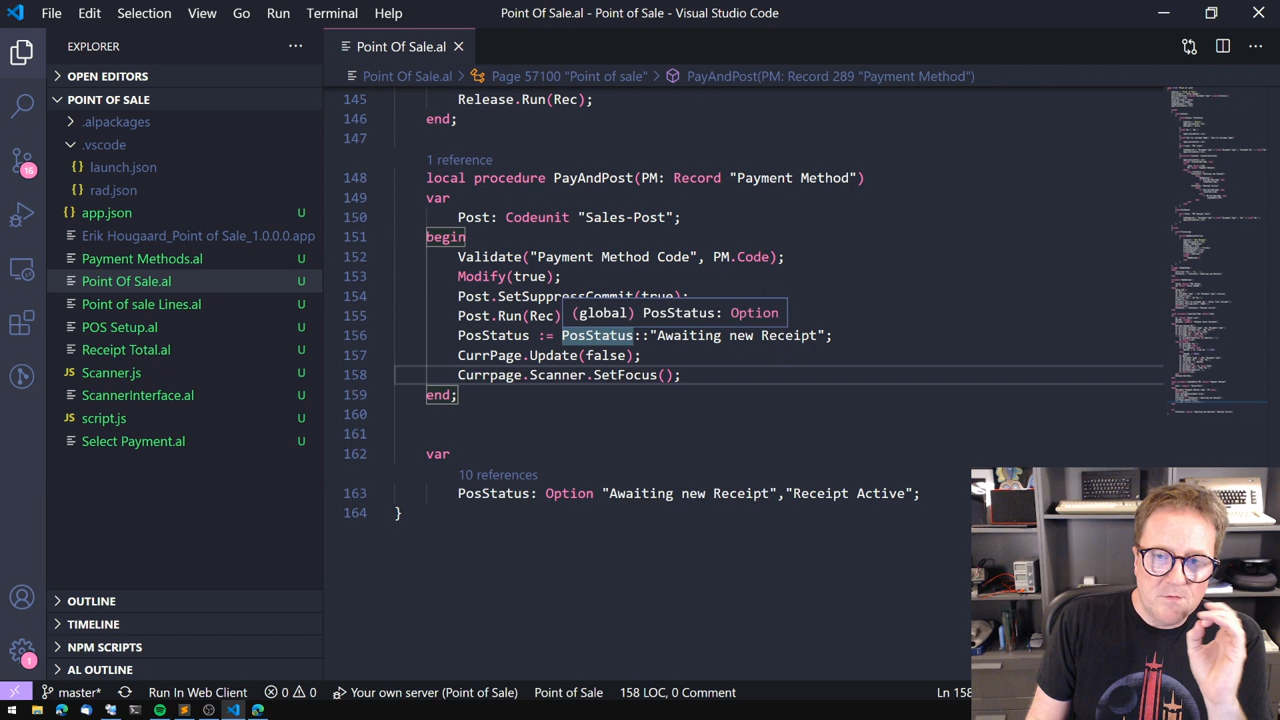 File Edit Selection View Go Run Terminal Help
Point Of Sale.al - Point of Sale - Visual Studio Code
EXPLORER
OPEN EDITORS
POINT OF SALE
.alpackages
.vscode
launch.json
rad.json
app.json U
Erik Hougaard_Point of Sale_1.0.0.0.app
Payment Methods.al U
Point Of Sale.al U
Point of sale Lines.al U
POS Setup.al U
Receipt Total.al U
JS Scanner.js U
ScannerInterface.al U
JS script.js U
Select Payment.al U
OUTLINE
TIMELINE
NPM SCRIPTS
AL OUTLINE
16
1
Point Of Sale.al
Point Of Sale.al > Page 57100 "Point of sale" > PayAndPost(PM: Record 289 "Payment Method")
145 Release.Run(Rec);
146 end;
147
1 reference
148 local procedure PayAndPost(PM: Record "Payment Method")
149 var
150 Post: Codeunit "Sales-Post";
151 begin
152 Validate("Payment Method Code", PM.Code);
153 Modify(true);
154 Post.SetSuppressCommit(true);
155 Post.Run(Rec)
(global) PosStatus: Option
156 PosStatus := PosStatus::"Awaiting new Receipt";
157 CurrPage.Update(false);
158 Currpage.Scanner.SetFocus();
159 end;
160
161
162 var
10 references
163 PosStatus: Option "Awaiting new Receipt","Receipt Active";
164 }
master* Run In Web Client 0 0 Your own server (Point of Sale) Point of Sale 158 LOC, 0 Comment Ln 158